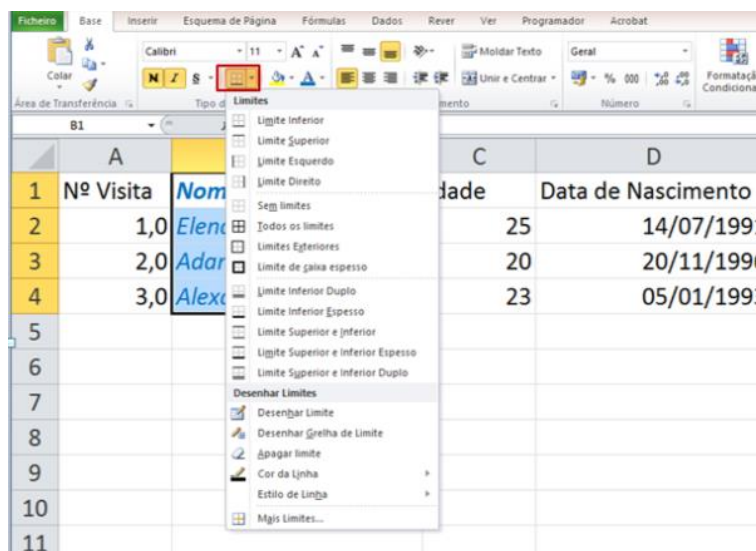 Ficheiro Base Inserir Esquema de Página Fórmulas Dados Rever Ver Programador Acrobat
Calibri 11 A A Moldar Texto Geral
Colar N I S A Unir e Centrar % 000 Formataçã
Condiciona
Área de Transferência Tipo d mento Número
B1
Limites
Limite Inferior
Limite Superior
Limite Esquerdo
Limite Direito
Sem limites
Todos os limites
Limites Exteriores
Limite de caixa espesso
Limite Inferior Duplo
Limite Inferior Espesso
Limite Superior e Inferior
Limite Superior e Inferior Espesso
Limite Superior e Inferior Duplo
Desenhar Limites
Desenhar Limite
Desenhar Grelha de Limite
Apagar limite
Cor da Linha
Estilo de Linha
Mais Limites...
A C D
1 Nº Visita Nom dade Data de Nascimento
2 1,0 Elen 25 14/07/199
3 2,0 Adar 20 20/11/199
4 3,0 Alex 23 05/01/199
5
6
7
8
9
10
11